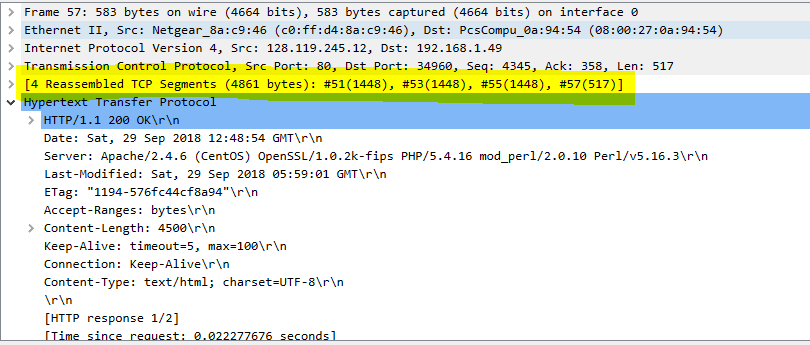 Frame 57: 583 bytes on wire (4664 bits), 583 bytes captured (4664 bits) on interface 0
Ethernet II, Src: Netgear_8a:c9:46 (c0:ff:d4:8a:c9:46), Dst: PcsCompu_0a:94:54 (08:00:27:0a:94:54)
Internet Protocol Version 4, Src: 128.119.245.12, Dst: 192.168.1.49
Transmission Control Protocol, Src Port: 80, Dst Port: 34960, Seq: 4345, Ack: 358, Len: 517
[4 Reassembled TCP Segments (4861 bytes): #51(1448), #53(1448), #55(1448), #57(517)]
Hypertext Transfer Protocol
HTTP/1.1 200 OK\r\n
Date: Sat, 29 Sep 2018 12:48:54 GMT\r\n
Server: Apache/2.4.6 (CentOS) OpenSSL/1.0.2k-fips PHP/5.4.16 mod_perl/2.0.10 Perl/v5.16.3\r\n
Last-Modified: Sat, 29 Sep 2018 05:59:01 GMT\r\n
ETag: "1194-576fc44cf8a94"\r\n
Accept-Ranges: bytes\r\n
Content-Length: 4500\r\n
Keep-Alive: timeout=5, max=100\r\n
Connection: Keep-Alive\r\n
Content-Type: text/html; charset=UTF-8\r\n
\r\n
[HTTP response 1/2]
[Time since request: 0.022277676 seconds]